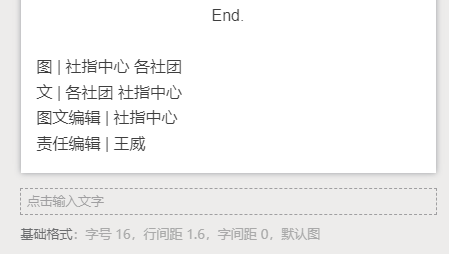 End.
图 | 社指中心 各社团
文 | 各社团 社指中心
图文编辑 | 社指中心
责任编辑 | 王威
点击输入文字
基础格式：字号 16，行间距 1.6，字间距 0，默认图